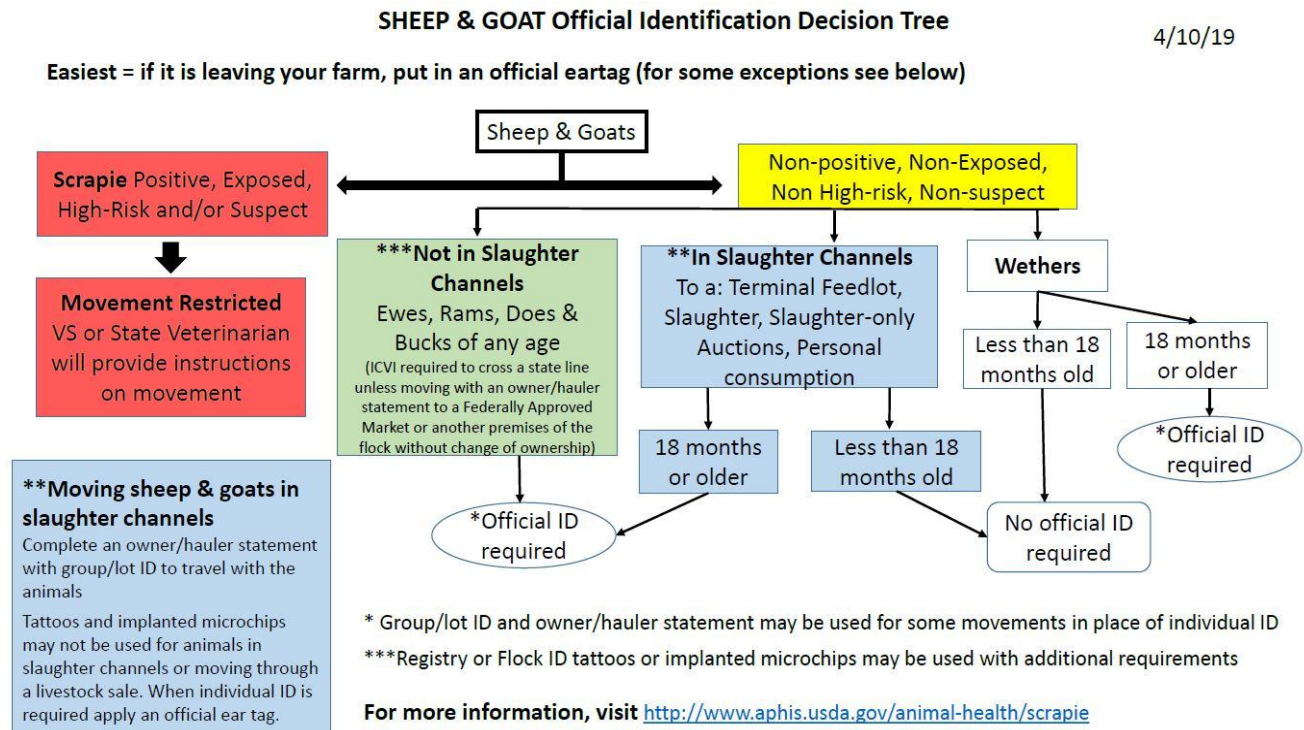 SHEEP & GOAT Official Identification Decision Tree
4/10/19
Easiest = if it is leaving your farm, put in an official eartag (for some exceptions see below)
Sheep & Goats
Scrapie Positive, Exposed,
High-Risk and/or Suspect
Movement Restricted
VS or State Veterinarian
will provide instructions
on movement
Non-positive, Non-Exposed,
Non High-risk, Non-suspect
***Not in Slaughter
Channels
Ewes, Rams, Does &
Bucks of any age
(ICVI required to cross a state line
unless moving with an owner/hauler
statement to a Federally Approved
Market or another premises of the
flock without change of ownership)
**In Slaughter Channels
To a: Terminal Feedlot,
Slaughter, Slaughter-only
Auctions, Personal
consumption
Wethers
Less than 18
months old
18 months
or older
*Official ID
required
18 months
or older
Less than 18
months old
*Official ID
required
No official ID
required
**Moving sheep & goats in
slaughter channels
Complete an owner/hauler statement
with group/lot ID to travel with the
animals
Tattoos and implanted microchips
may not be used for animals in
slaughter channels or moving through
a livestock sale. When individual ID is
required apply an official ear tag.
* Group/lot ID and owner/hauler statement may be used for some movements in place of individual ID
***Registry or Flock ID tattoos or implanted microchips may be used with additional requirements
For more information, visit http://www.aphis.usda.gov/animal-health/scrapie